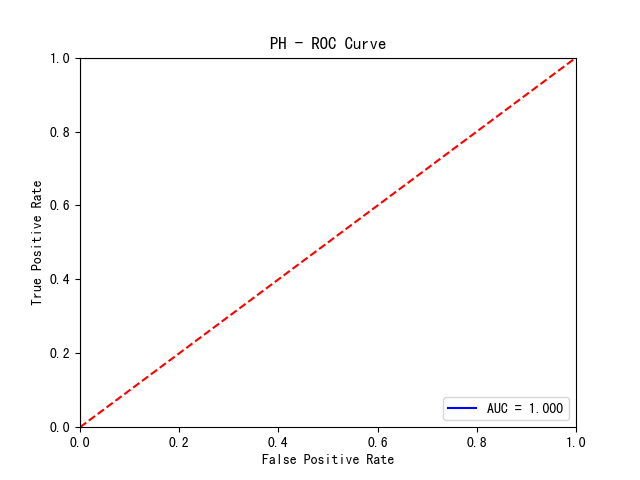 PH - ROC Curve
1.0
0.8
0.6
0.4
0.2
0.0
True Positive Rate
AUC = 1.000
0.0 0.2 0.4 0.6 0.8 1.0
False Positive Rate